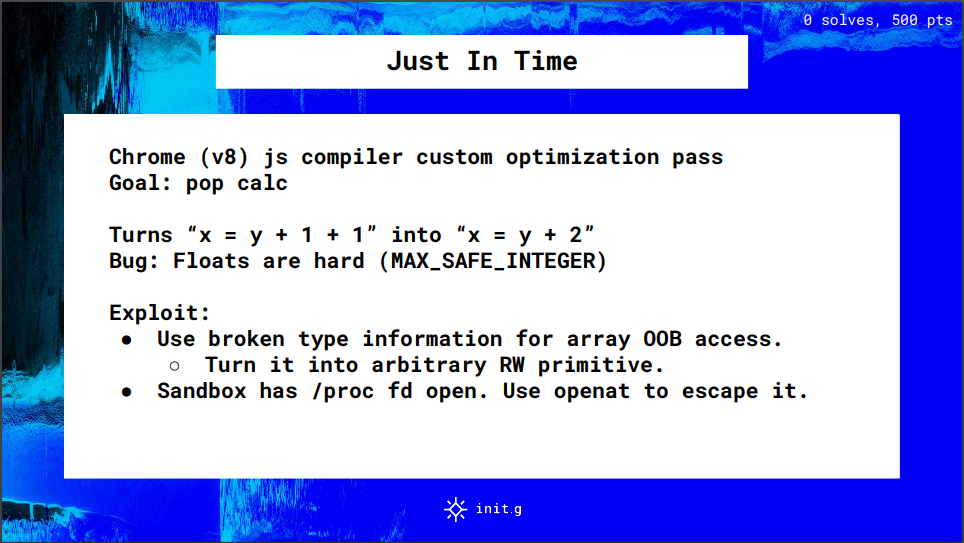 0 solves, 500 pts
Just In Time
Chrome (v8) js compiler custom optimization pass
Goal: pop calc
Turns “x = y + 1 + 1” into “x = y + 2”
Bug: Floats are hard (MAX_SAFE_INTEGER)
Exploit:
● Use broken type information for array OOB access.
○ Turn it into arbitrary RW primitive.
● Sandbox has /proc fd open. Use openat to escape it.
init.g